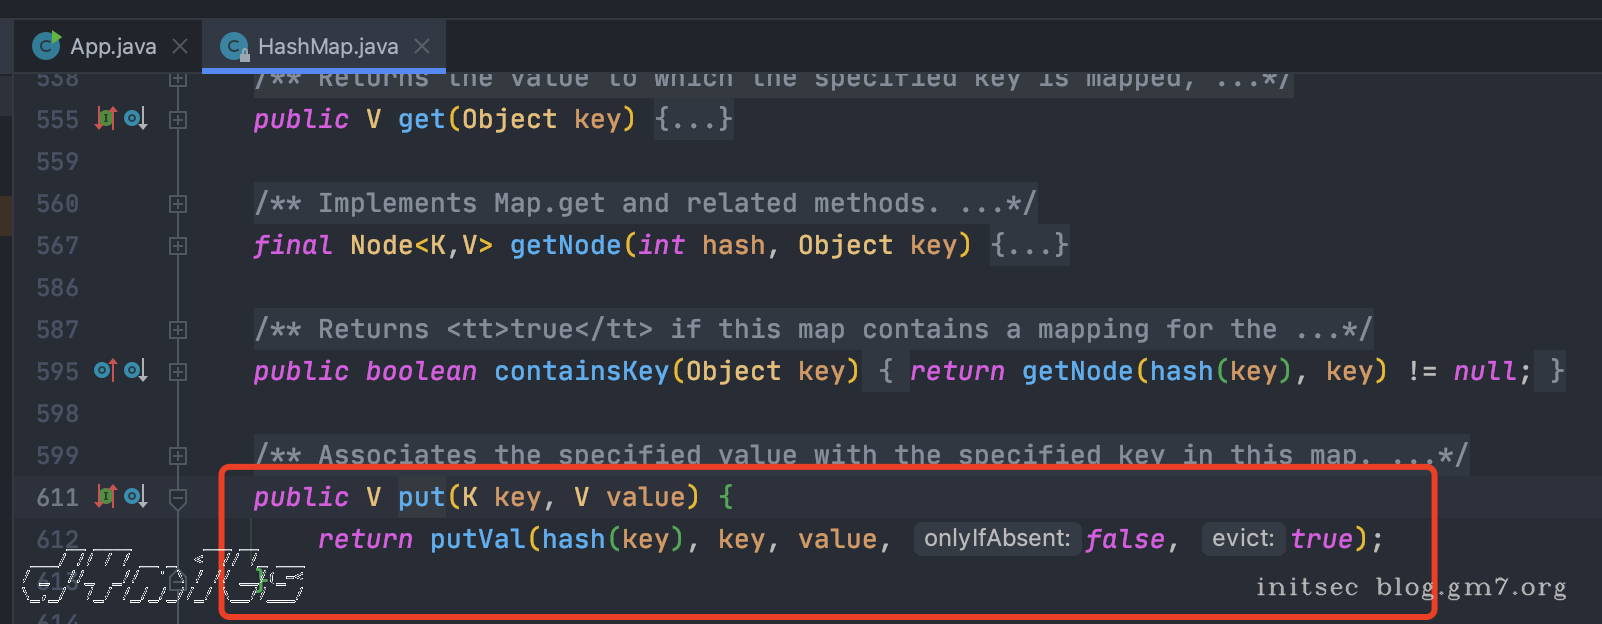 App.java HashMap.java
538 /** Returns the value to which the specified key is mapped, ...*/
555 public V get(Object key) {...}
559
560 /** Implements Map.get and related methods. ...*/
567 final Node<K,V> getNode(int hash, Object key) {...}
586
587 /** Returns <tt>true</tt> if this map contains a mapping for the ...*/
595 public boolean containsKey(Object key) { return getNode(hash(key), key) != null; }
598
599 /** Associates the specified value with the specified key in this map. ...*/
611 public V put(K key, V value) {
612 return putVal(hash(key), key, value, onlyIfAbsent: false, evict: true);
613 }
initsec blog.gm7.org
614